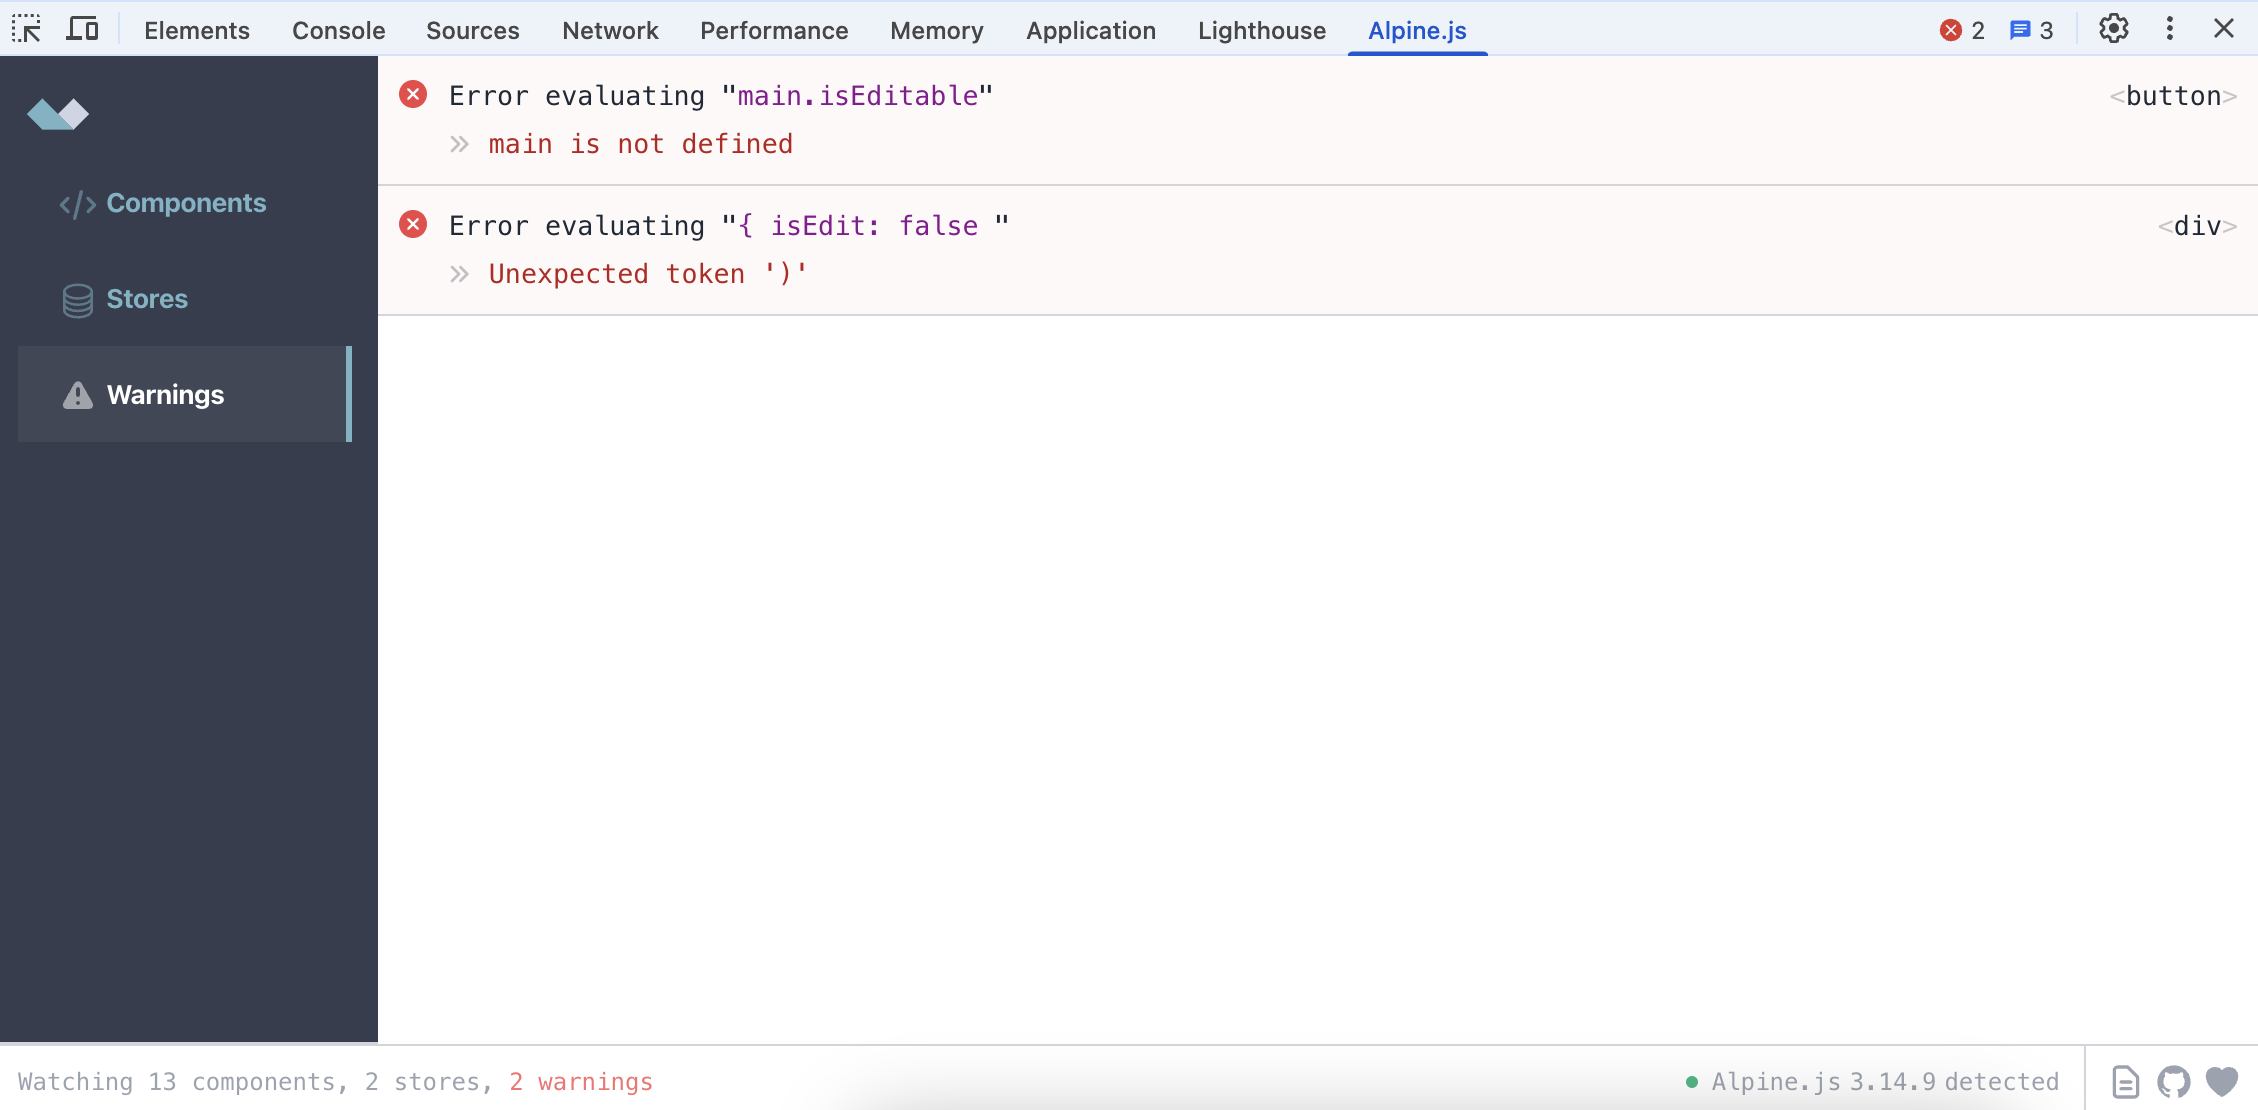 Elements Console Sources Network Performance Memory Application Lighthouse Alpine.js 2 3
Error evaluating "main.isEditable" <button>
» main is not defined
Error evaluating "{ isEdit: false " <div>
» Unexpected token ')'
Components
Stores
Warnings
Watching 13 components, 2 stores, 2 warnings
Alpine.js 3.14.9 detected